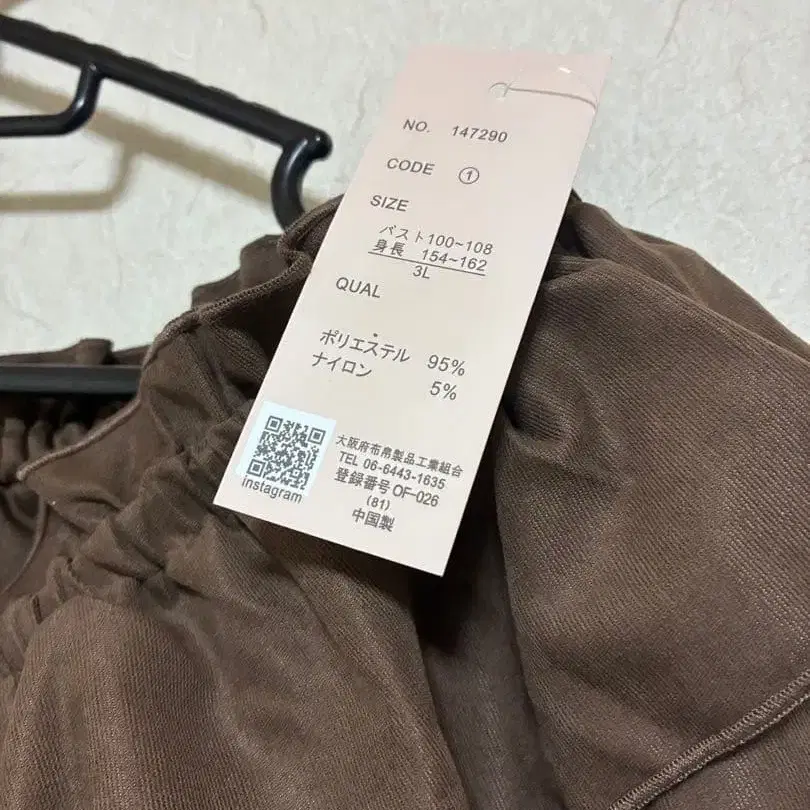 NO. 147290
CODE ①
SIZE
バスト100~108
身長 154~162
3L
QUAL
ポリエステル 95%
ナイロン 5%
instagram
大阪府布帛製品工業組合
TEL 06-6443-1635
登録番号 OF-026
(81)
中国製